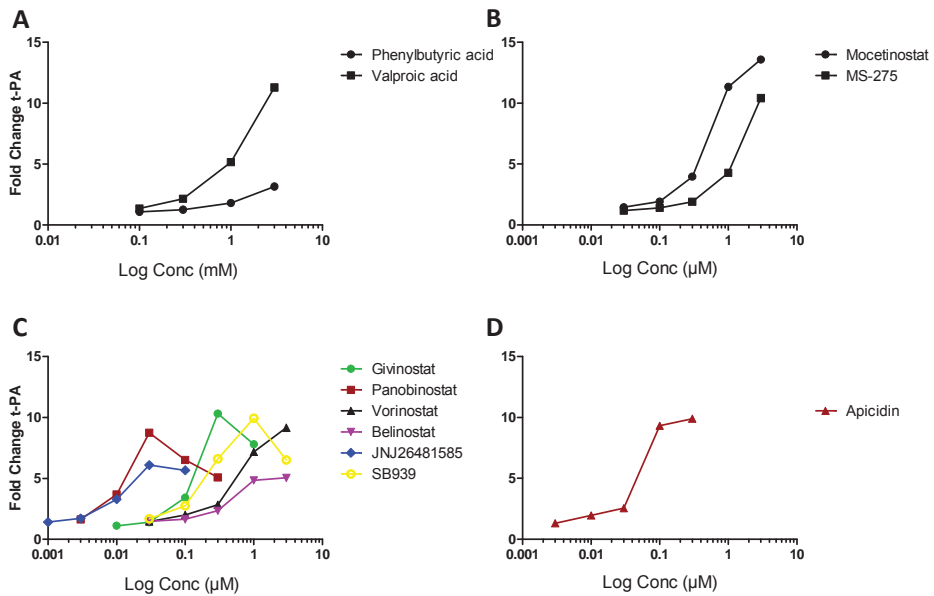 A
Phenylbutyric acid
Valproic acid
Fold Change t-PA
15
10
5
0
0.01
0.1
1
10
Log Conc (mM)
B
Mocetinostat
MS-275
15
10
5
0
0.001
0.01
0.1
1
10
Log Conc (µM)
C
Givinostat
Panobinostat
Vorinostat
Belinostat
JNJ26481585
SB939
Fold Change t-PA
15
10
5
0
0.001
0.01
0.1
1
10
Log Conc (µM)
D
Apicidin
15
10
5
0
0.001
0.01
0.1
1
10
Log Conc (µM)